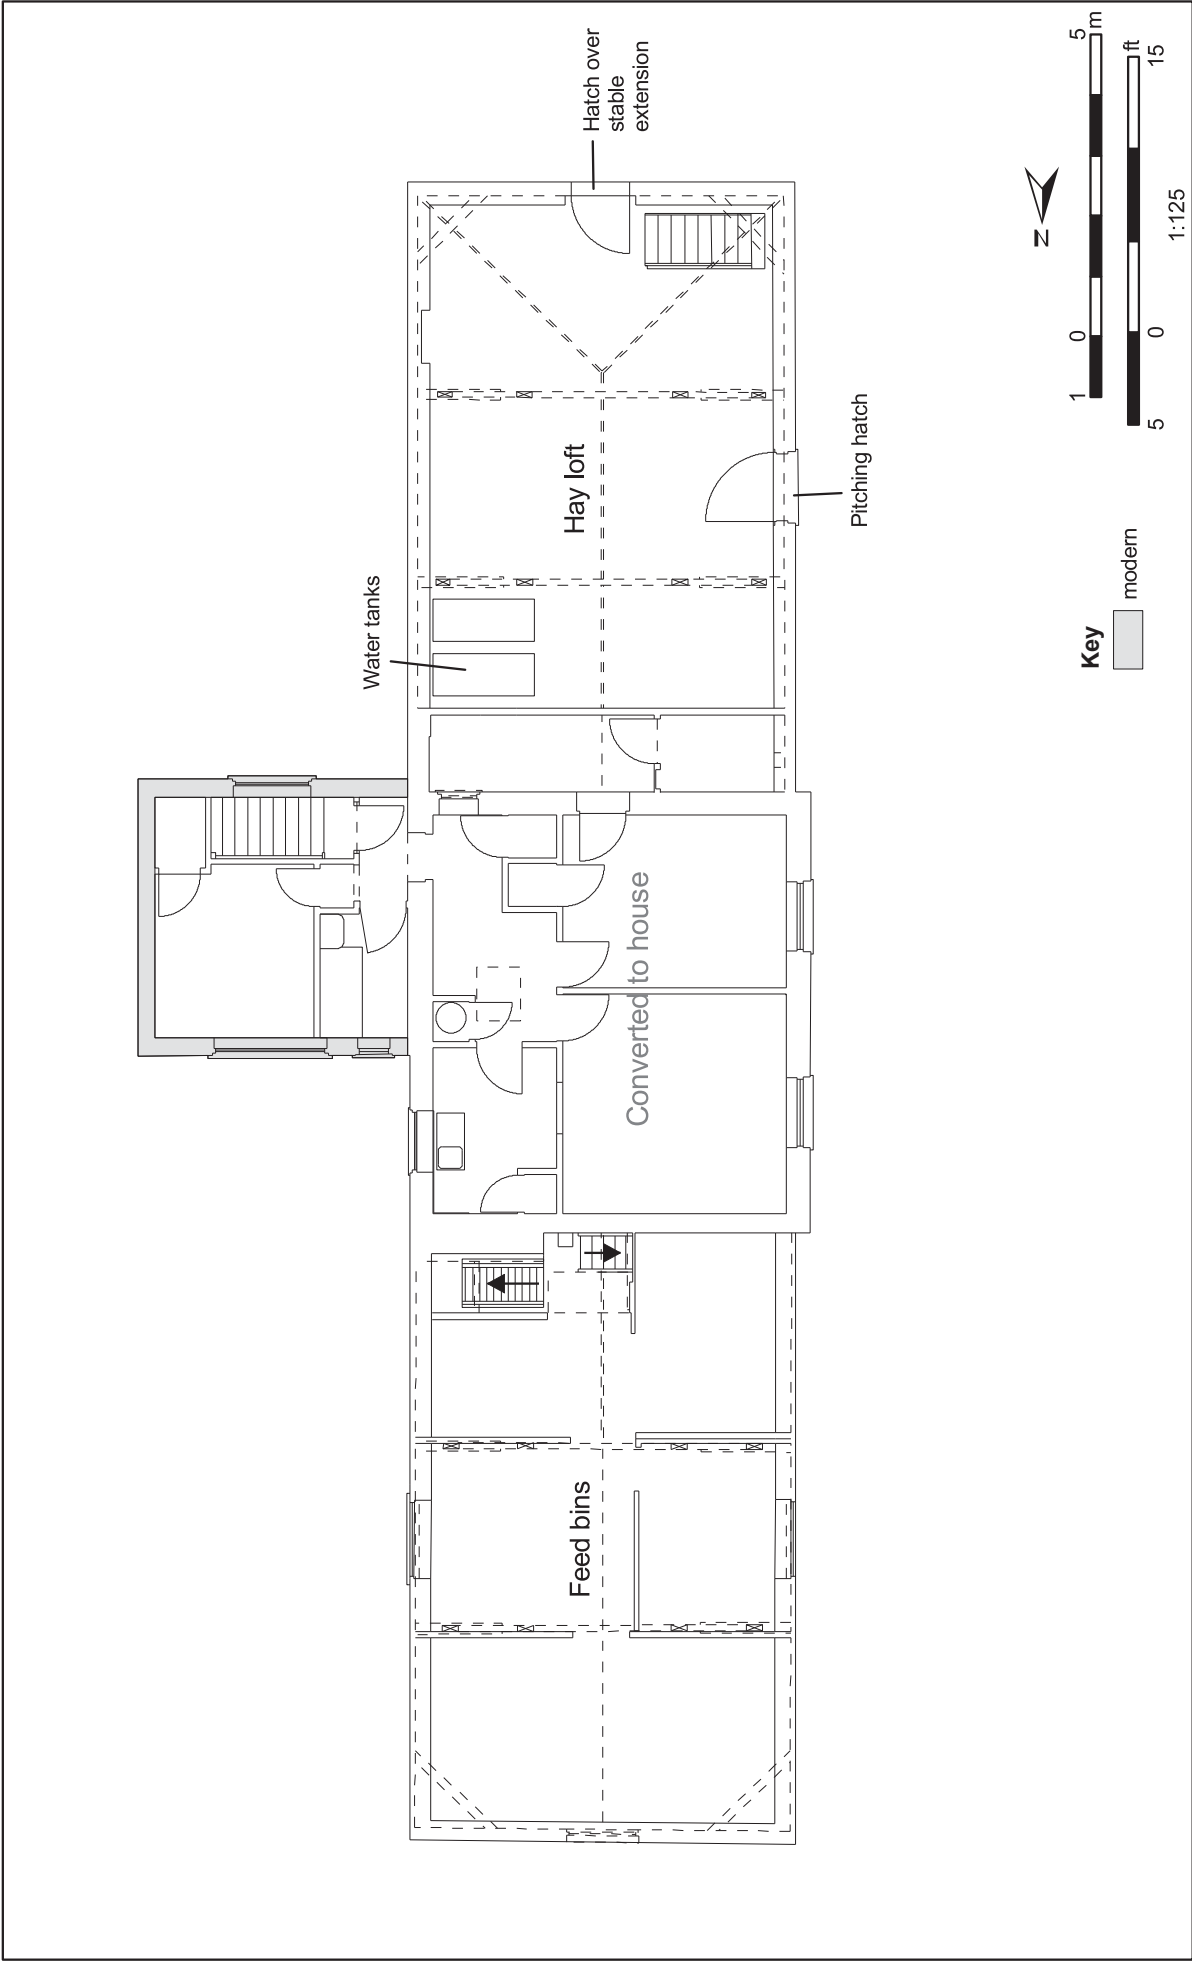 Hatch over
stable
extension
Hay loft
Pitching hatch
Water tanks
Converted to house
Feed bins
N
1 0 5 m
5 0 15 ft
1:125
Key
modern